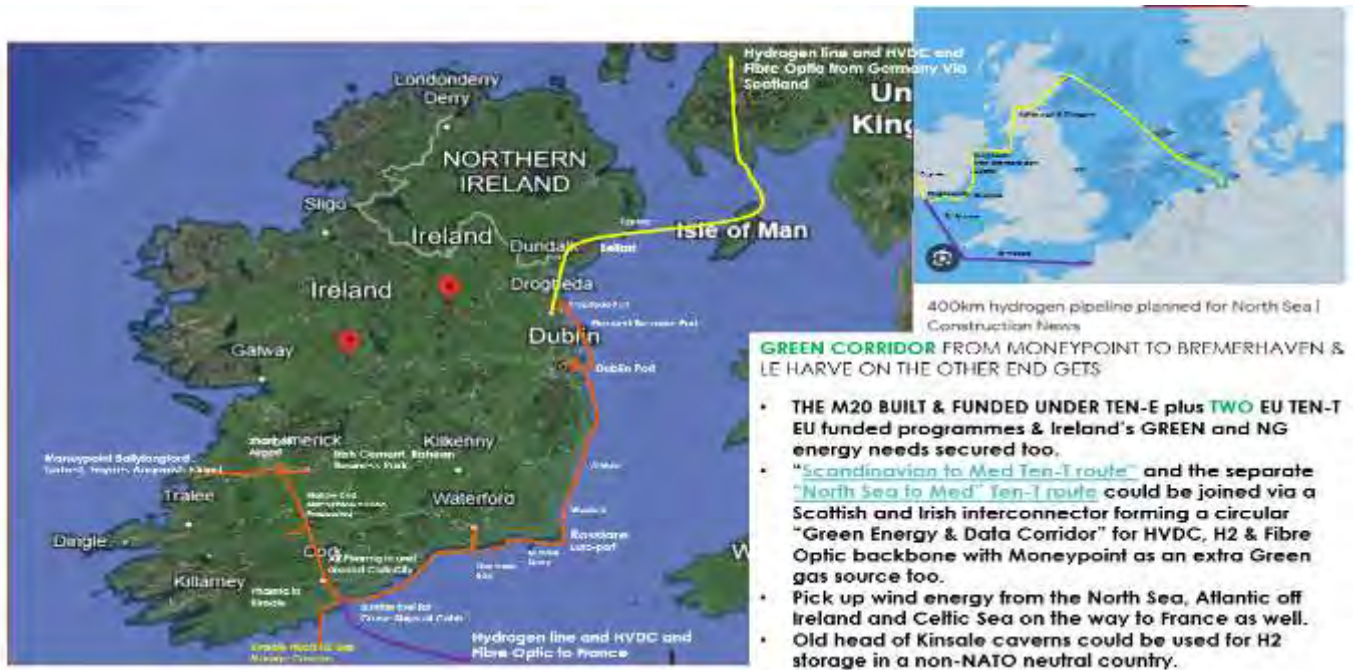 Hydrogen line and HVDC and
Fibre Optic from Germany Via
Scotland
Londonderry
Derry
NORTHERN
IRELAND
Sligo
Ireland
Dundalk
Belfast
Isle of Man
Drogheda
Ireland
Dublin
Galway
Dublin Port
Limerick
Airport
Kilkenny
Irish Cement,
Business Park
Tralee
Waterford
Rosslare
Dingle
Cork
Killarney
Hydrogen line and HVDC and
Fibre Optic to France
400km hydrogen pipeline planned for North Sea |
Construction News
GREEN CORRIDOR FROM MONEYPOINT TO BREMERHAVEN &
LE HARVE ON THE OTHER END GETS
• THE M20 BUILT & FUNDED UNDER TEN-E plus TWO EU TEN-T
EU funded programmes & Ireland's GREEN and NG
energy needs secured too.
• "Scandinavian to Med Ten-T route" and the separate
"North Sea to Med" Ten-T route could be joined via a
Scottish and Irish interconnector forming a circular
"Green Energy & Data Corridor" for HVDC, H2 & Fibre
Optic backbone with Moneypoint as an extra Green
gas source too.
• Pick up wind energy from the North Sea, Atlantic off
Ireland and Celtic Sea on the way to France as well.
• Old head of Kinsale caverns could be used for H2
storage in a non-NATO neutral country.